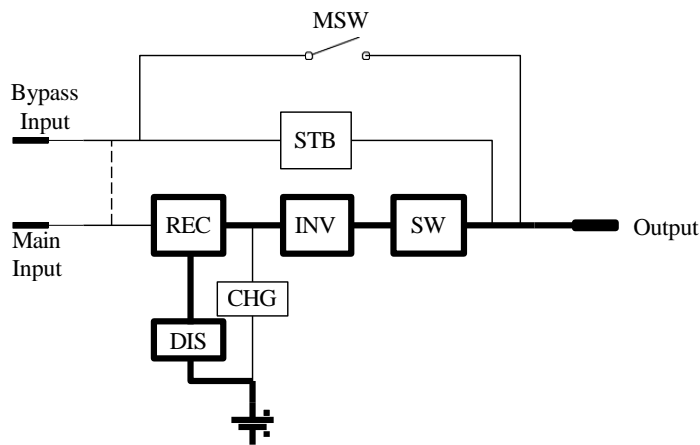 MSW
Bypass
Input
STB
REC
INV
SW
Output
Main
Input
CHG
DIS